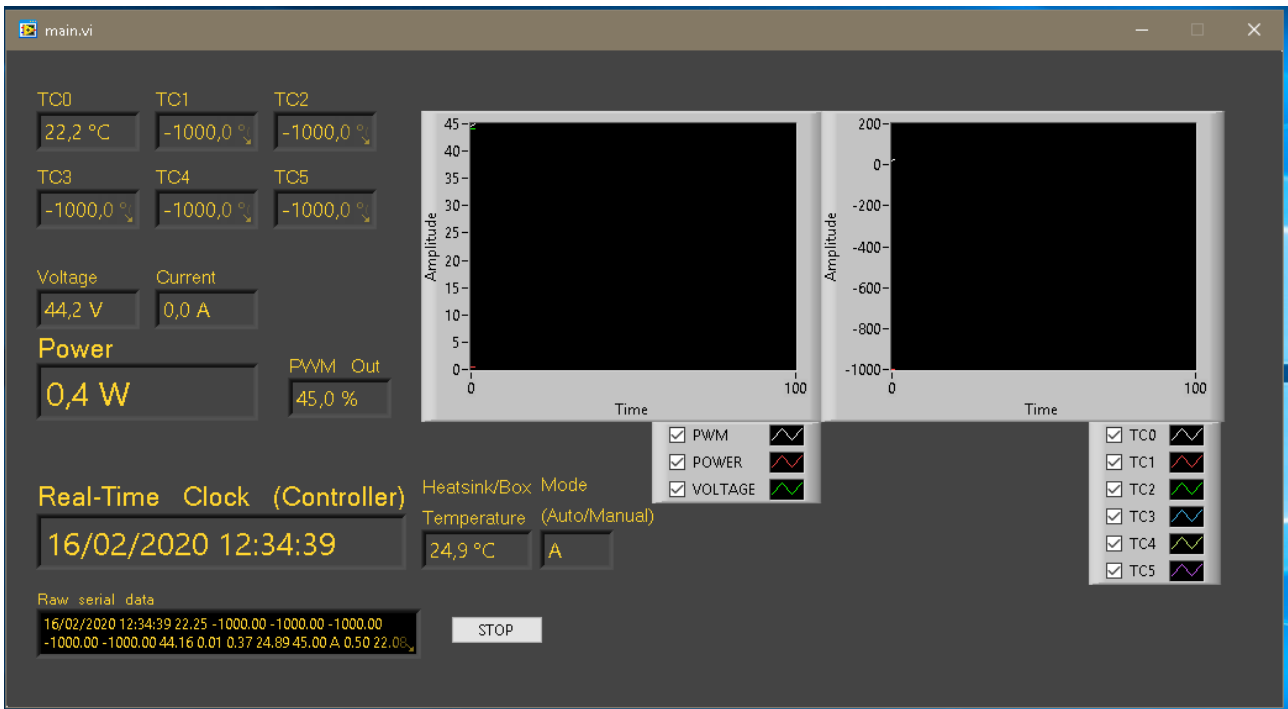 main.vi
TC0 TC1 TC2
22,2 °C -1000,0 ° -1000,0 °
TC3 TC4 TC5
-1000,0 ° -1000,0 ° -1000,0 °
Voltage Current
44,2 V 0,0 A
Power
0,4 W
PWM Out
45,0 %
45
40
35
30
25
20
15
10
5
0
Amplitude
0 100
Time
PWM
POWER
VOLTAGE
200
0
-200
-400
-600
-800
-1000
Amplitude
0 100
Time
TC0
TC1
TC2
TC3
TC4
TC5
Real-Time Clock (Controller)
16/02/2020 12:34:39
Heatsink/Box
Temperature
24,9 °C
Mode
(Auto/Manual)
A
Raw serial data
16/02/2020 12:34:39 22.25 -1000.00 -1000.00 -1000.00
-1000.00 -1000.00 44.16 0.01 0.37 24.89 45.00 A 0.50 22.08
STOP